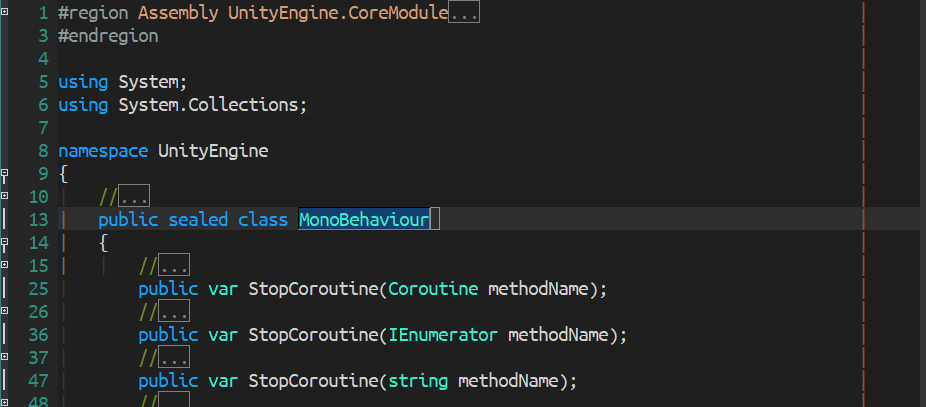 1 #region Assembly UnityEngine.CoreModule...
3 #endregion
4
5 using System;
6 using System.Collections;
7
8 namespace UnityEngine
9 {
10 //...
13 public sealed class MonoBehaviour
14 {
15 //...
25 public var StopCoroutine(Coroutine methodName);
26 //...
36 public var StopCoroutine(IEnumerator methodName);
37 //...
47 public var StopCoroutine(string methodName);
48 //...